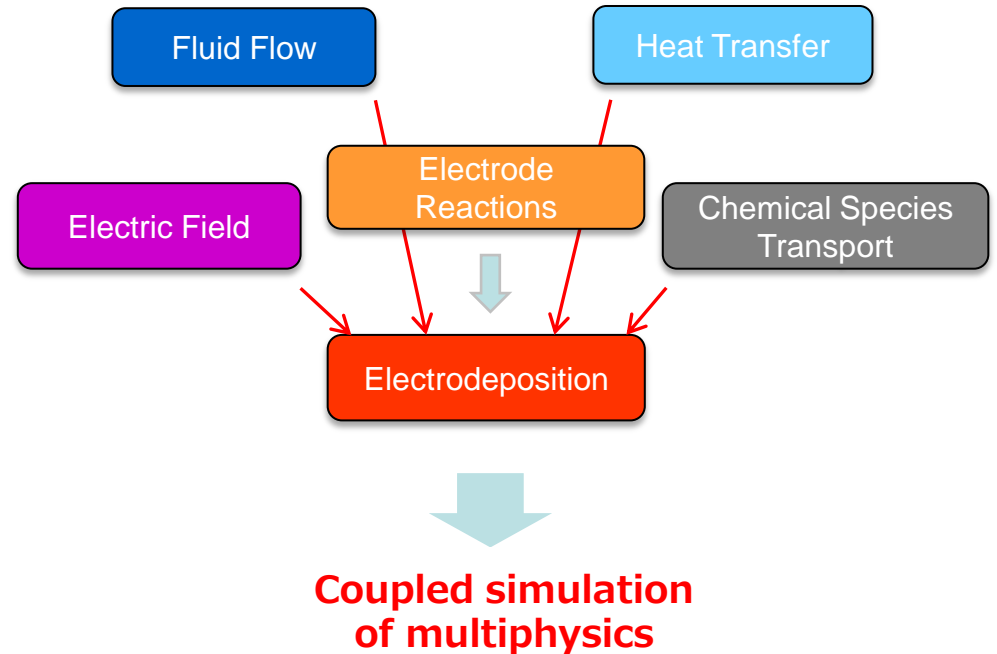 Fluid Flow
Heat Transfer
Electrode
Reactions
Electric Field
Chemical Species
Transport
Electrodeposition
Coupled simulation
of multiphysics